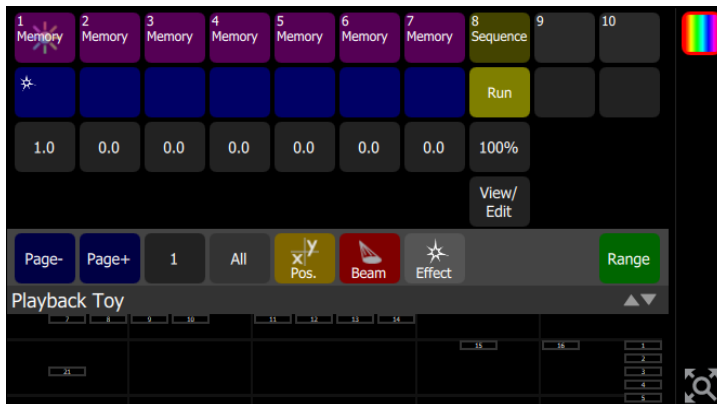 1 2 3 4 5 6 7 8 9 10
Memory Memory Memory Memory Memory Memory Memory Sequence
Run
1.0 0.0 0.0 0.0 0.0 0.0 0.0 100%
View/
Edit
Page- Page+ 1 All x y Pos. Beam Effect Range
Playback Toy
7 8 9 10 11 12 13 14
15 16 1
2
21 3
4
5